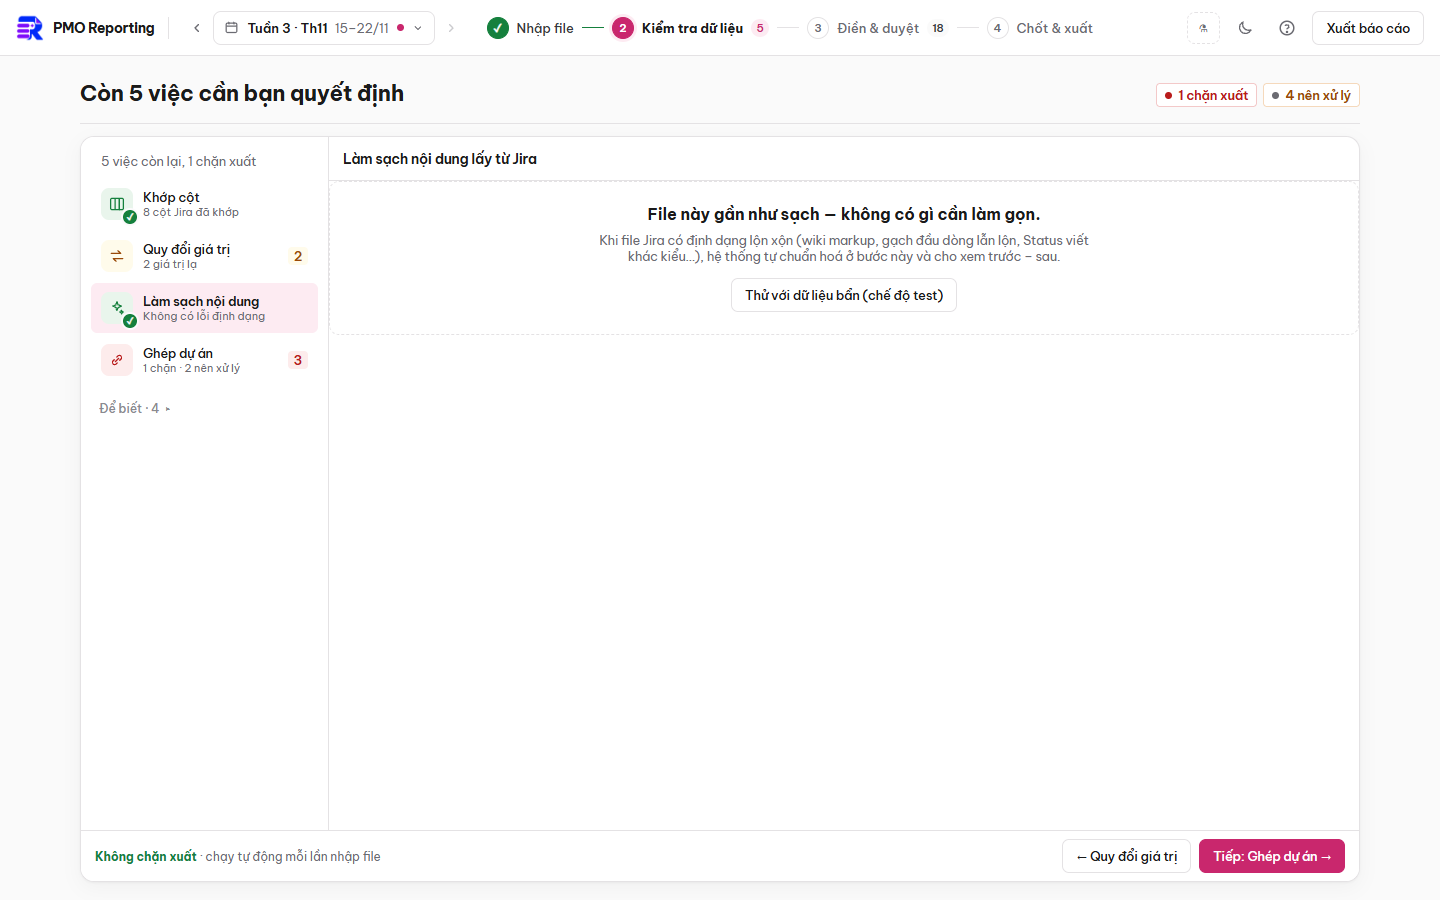 PMO Reporting
Tuần 3 · Th11 15–22/11
Nhập file
2 Kiểm tra dữ liệu 5
3 Điền & duyệt 18
4 Chốt & xuất
Xuất báo cáo
Còn 5 việc cần bạn quyết định
1 chặn xuất
4 nên xử lý
5 việc còn lại, 1 chặn xuất
Khớp cột
8 cột Jira đã khớp
Quy đổi giá trị
2 giá trị lạ
2
Làm sạch nội dung
Không có lỗi định dạng
Ghép dự án
1 chặn · 2 nên xử lý
3
Để biết · 4 ▸
Làm sạch nội dung lấy từ Jira
File này gần như sạch — không có gì cần làm gọn.
Khi file Jira có định dạng lộn xộn (wiki markup, gạch đầu dòng lẫn lộn, Status viết
khác kiểu...), hệ thống tự chuẩn hoá ở bước này và cho xem trước – sau.
Thử với dữ liệu bẩn (chế độ test)
Không chặn xuất · chạy tự động mỗi lần nhập file
← Quy đổi giá trị
Tiếp: Ghép dự án →